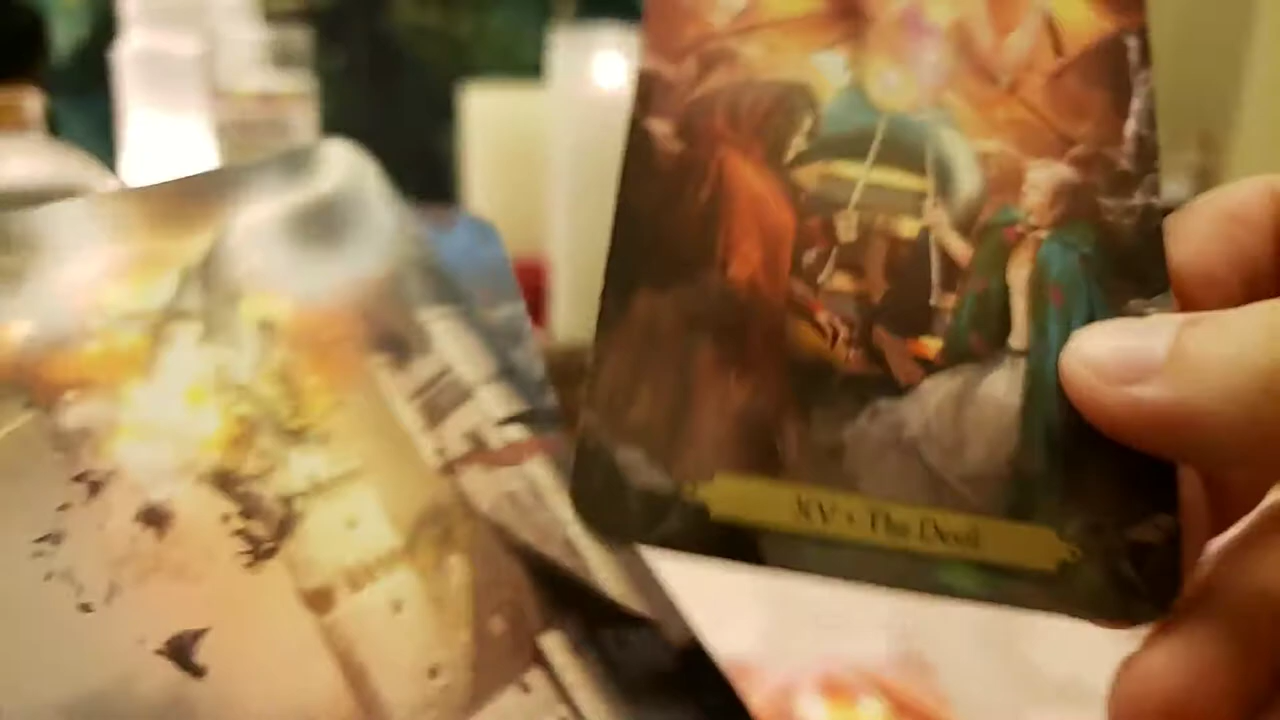 XV • The Devil